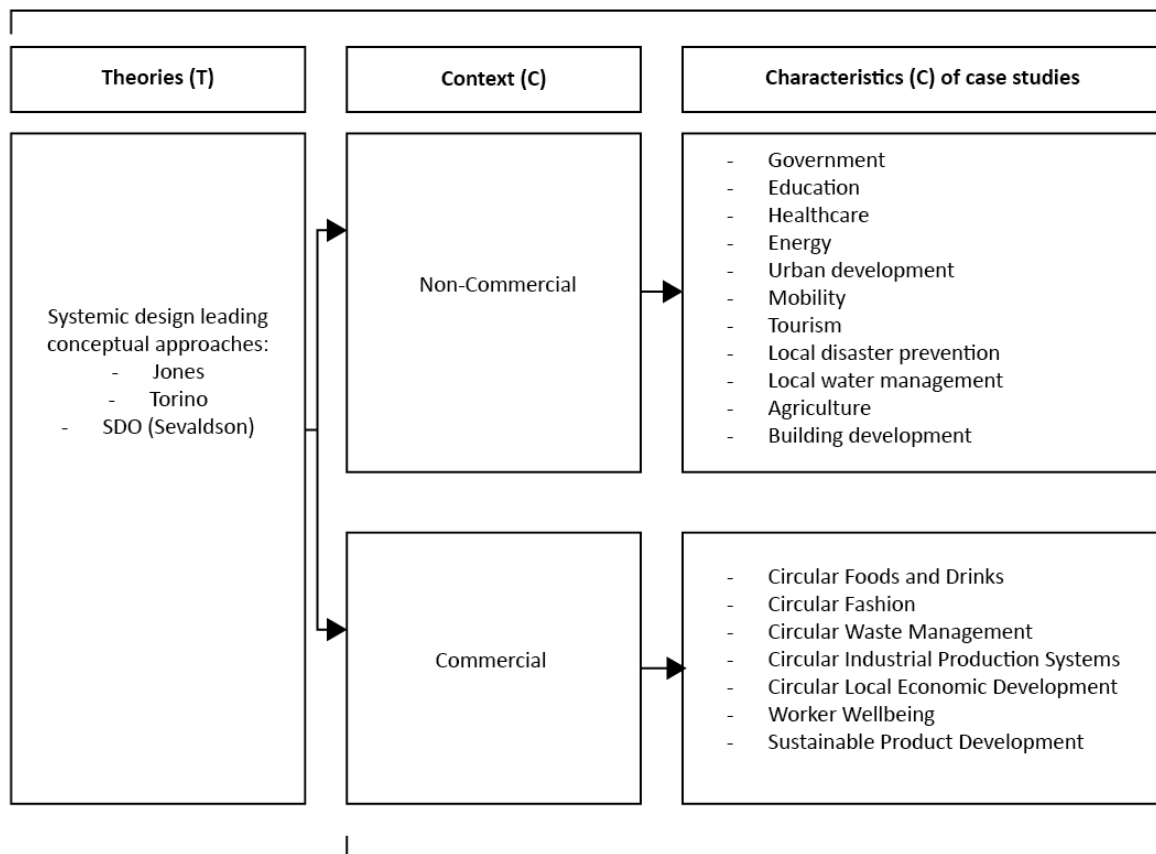 Theories (T)
Context (C)
Characteristics (C) of case studies
Systemic design leading
conceptual approaches:
- Jones
- Torino
- SDO (Sevaldson)
Non-Commercial
- Government
- Education
- Healthcare
- Energy
- Urban development
- Mobility
- Tourism
- Local disaster prevention
- Local water management
- Agriculture
- Building development
Commercial
- Circular Foods and Drinks
- Circular Fashion
- Circular Waste Management
- Circular Industrial Production Systems
- Circular Local Economic Development
- Worker Wellbeing
- Sustainable Product Development